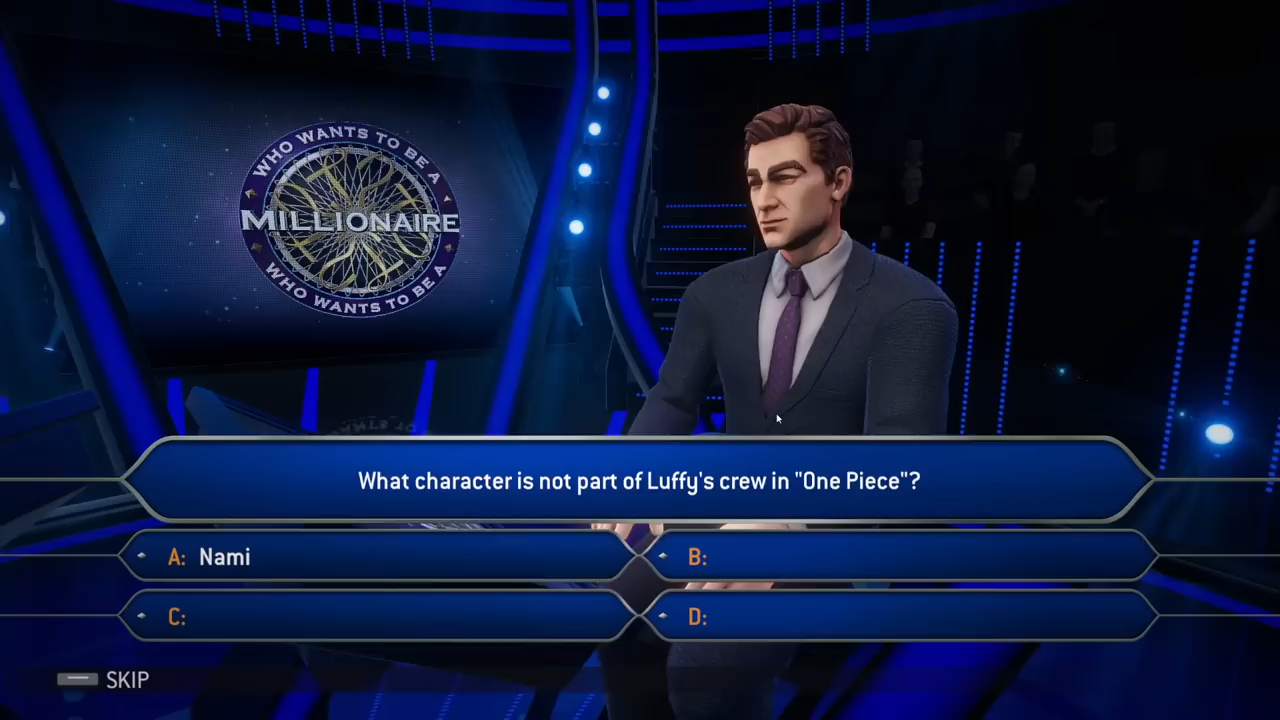 WHO WANTS TO BE A
MILLIONAIRE
WHO WANTS TO BE A
What character is not part of Luffy's crew in "One Piece"?
A: Nami
B:
C:
D:
SKIP